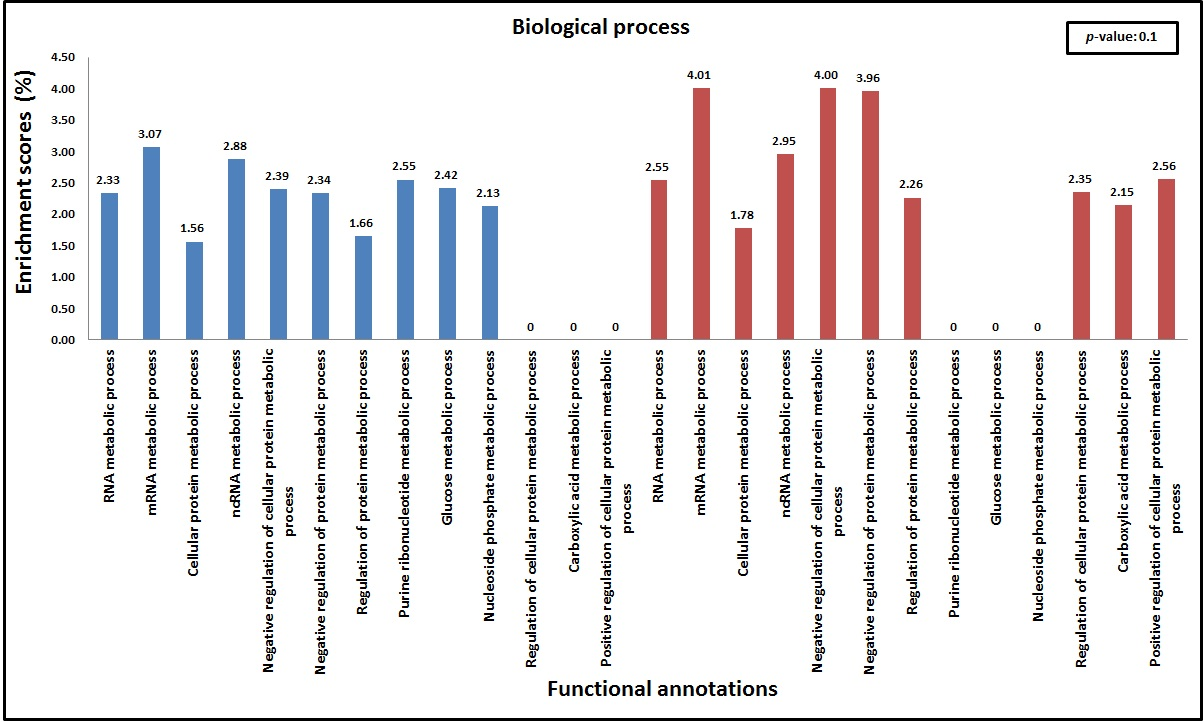 Biological process
p-value: 0.1
Enrichment scores (%)
4.50
4.00
3.50
3.00
2.50
2.00
1.50
1.00
0.50
0.00
2.33
3.07
1.56
2.88
2.39
2.34
1.66
2.55
2.42
2.13
0
0
0
2.55
4.01
1.78
2.95
4.00
3.96
2.26
0
0
0
2.35
2.15
2.56
RNA metabolic process
mRNA metabolic process
Cellular protein metabolic process
ncRNA metabolic process
Negative regulation of cellular protein metabolic
process
Negative regulation of protein metabolic process
Regulation of protein metabolic process
Purine ribonucleotide metabolic process
Glucose metabolic process
Nucleoside phosphate metabolic process
Regulation of cellular protein metabolic process
Carboxylic acid metabolic process
Positive regulation of cellular protein metabolic
process
RNA metabolic process
mRNA metabolic process
Cellular protein metabolic process
ncRNA metabolic process
Negative regulation of cellular protein metabolic
process
Negative regulation of protein metabolic process
Regulation of protein metabolic process
Purine ribonucleotide metabolic process
Glucose metabolic process
Nucleoside phosphate metabolic process
Regulation of cellular protein metabolic process
Carboxylic acid metabolic process
Positive regulation of cellular protein metabolic
process
Functional annotations